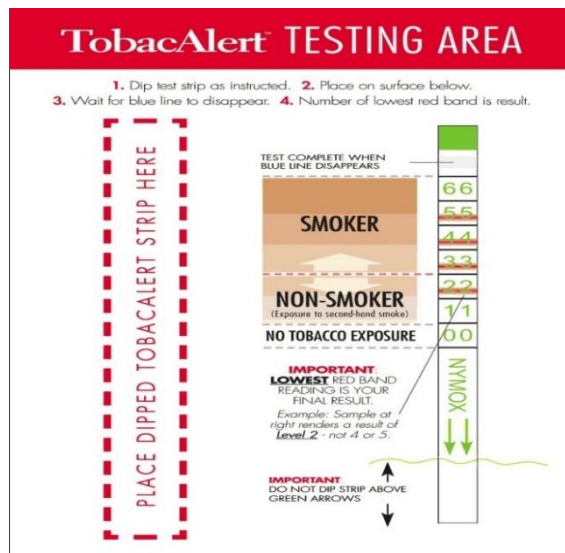 TobacAlert™ TESTING AREA
1. Dip test strip as instructed. 2. Place on surface below.
3. Wait for blue line to disappear. 4. Number of lowest red band is result.
PLACE DIPPED TOBACALERT STRIP HERE
TEST COMPLETE WHEN
BLUE LINE DISAPPEARS
66
55
SMOKER
44
33
22
NON-SMOKER
(Exposure to second-hand smoke)
11
NO TOBACCO EXPOSURE
00
NYMOX
IMPORTANT:
LOWEST RED BAND
READING IS YOUR
FINAL RESULT.
Example: Sample at
right renders a result of
Level 2 - not 4 or 5.
IMPORTANT:
DO NOT DIP STRIP ABOVE
GREEN ARROWS